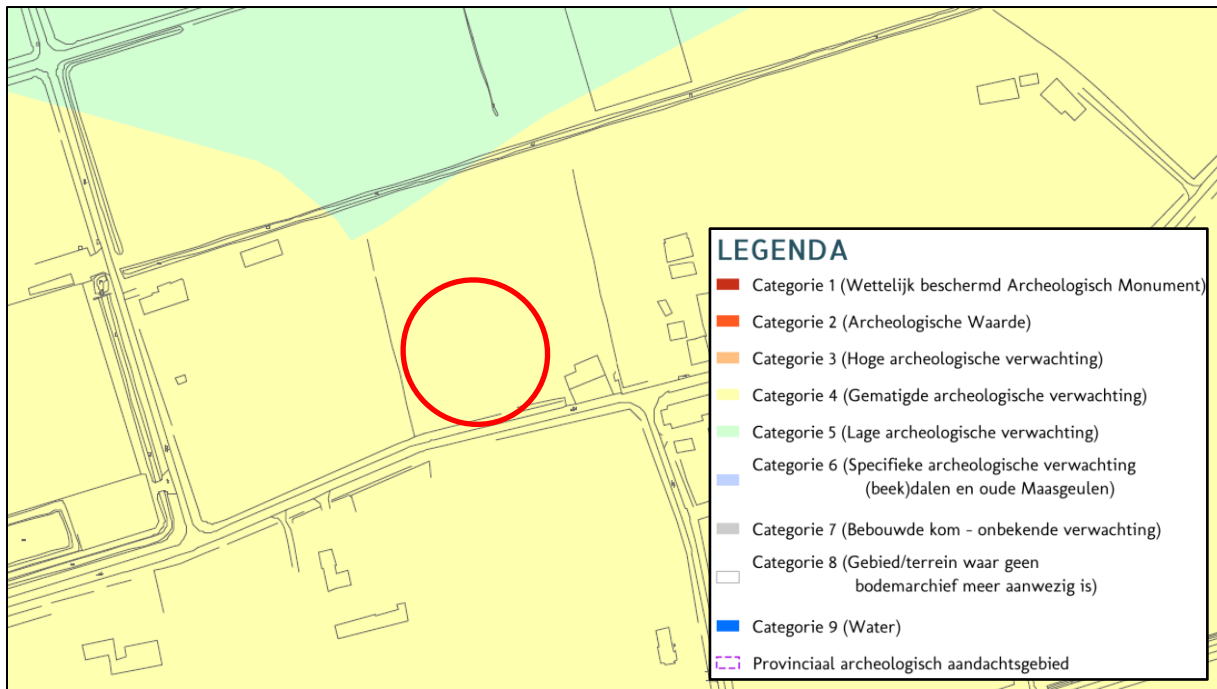 LEGENDA
Categorie 1 (Wettelijk beschermd Archeologisch Monument)
Categorie 2 (Archeologische Waarde)
Categorie 3 (Hoge archeologische verwachting)
Categorie 4 (Gematigde archeologische verwachting)
Categorie 5 (Lage archeologische verwachting)
Categorie 6 (Specifieke archeologische verwachting
(beek)dalen en oude Maasgeulen)
Categorie 7 (Bebouwde kom - onbekende verwachting)
Categorie 8 (Gebied/terrein waar geen
bodemarchief meer aanwezig is)
Categorie 9 (Water)
Provinciaal archeologisch aandachtsgebied